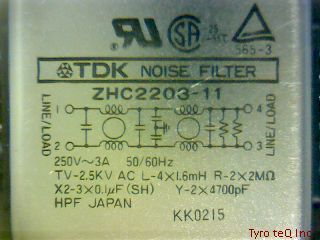 565-3
TDK NOISE FILTER
ZHC2203-11
LINE/LOAD
1
2
4
3
LINE/LOAD
250V~3A 50/60Hz
TV-2.5KV AC L-4×1.6mH R-2×2MΩ
X2-3×0.1μF(SH) Y-2×4700pF
HPF JAPAN
KK0215
Tyro teQ Inc